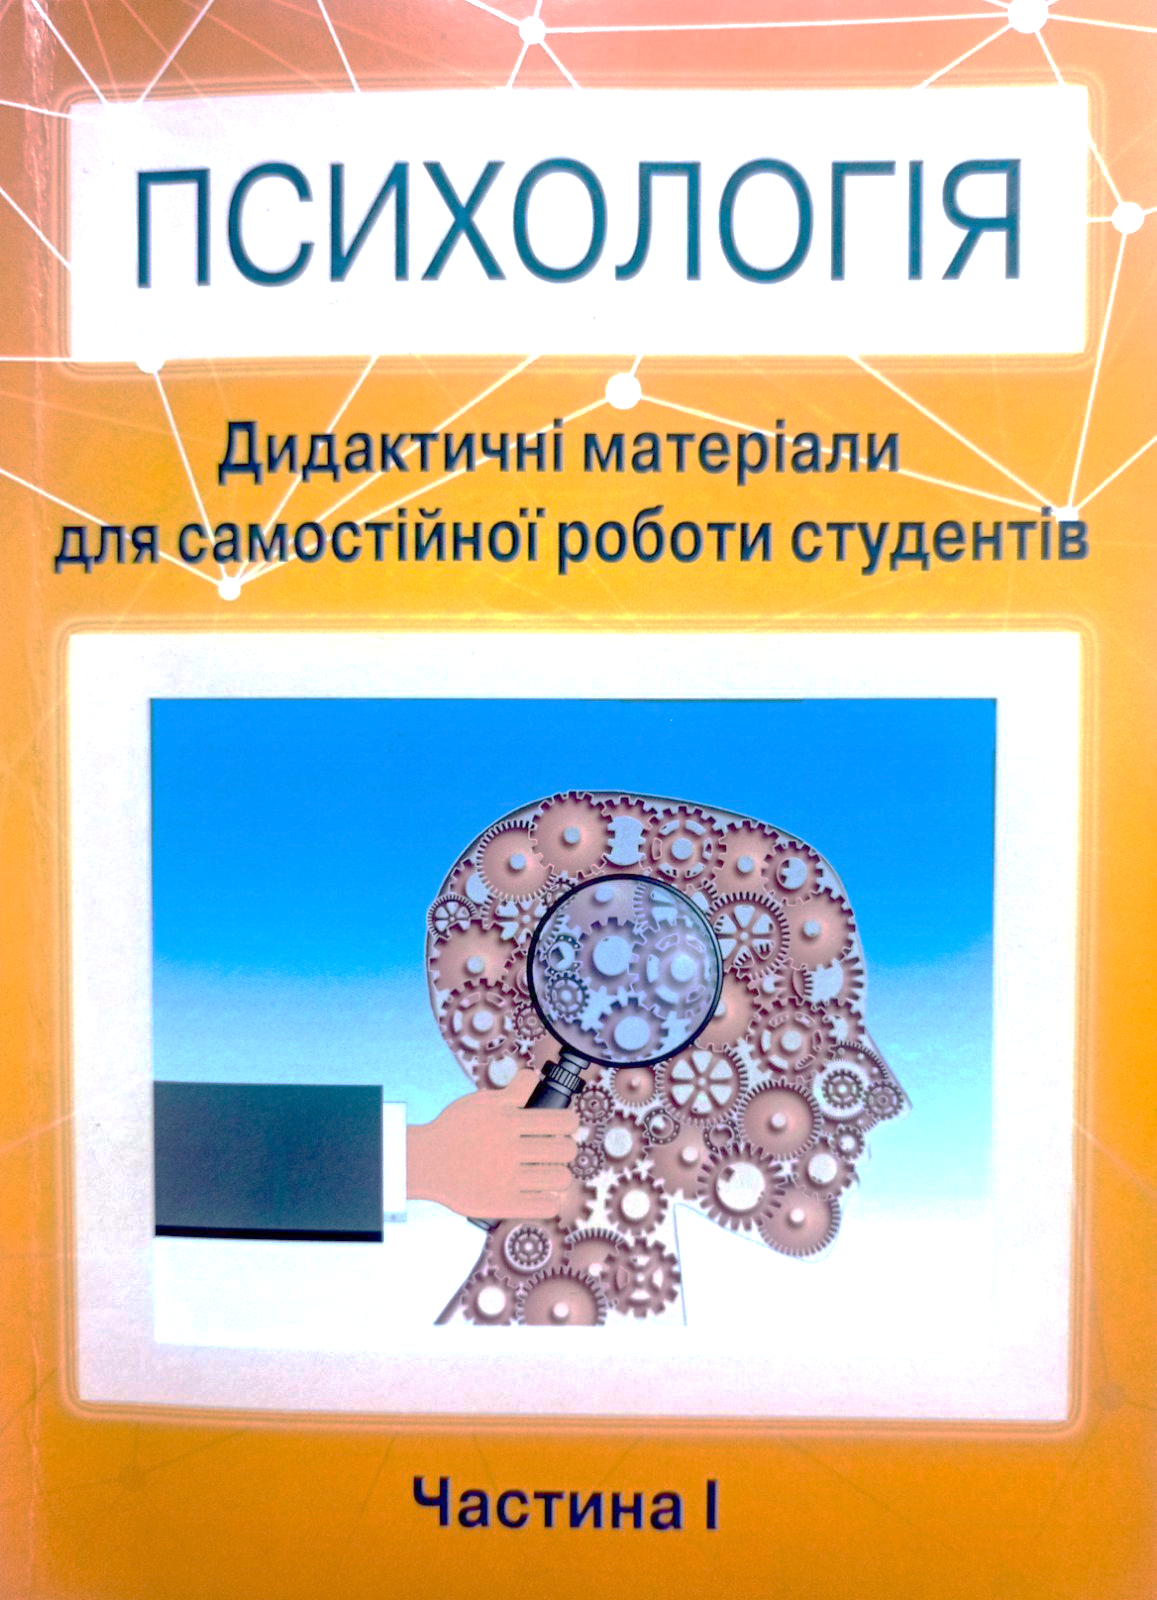 ПСИХОЛОГІЯ
Дидактичні матеріали
для самостійної роботи студентів
Частина І